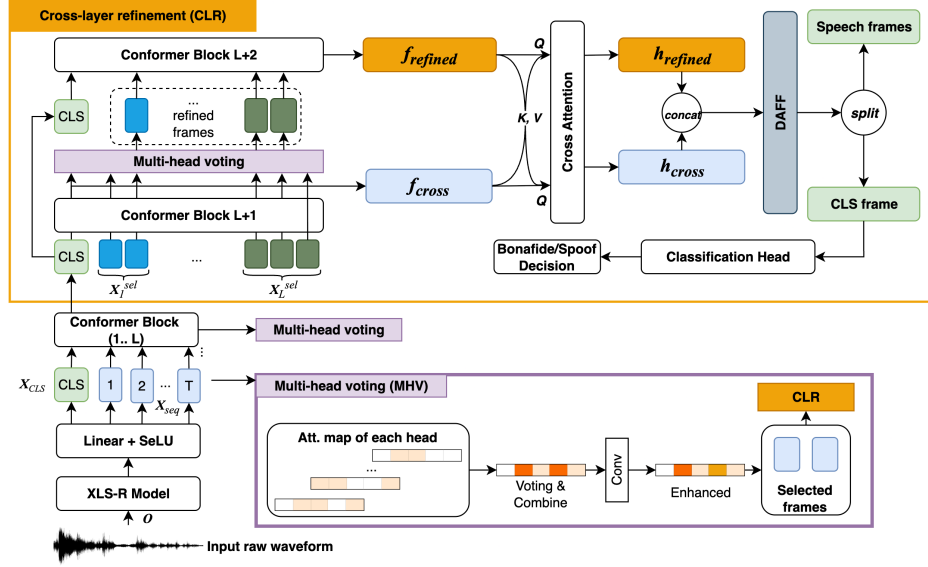 Cross-layer refinement (CLR)
Conformer Block L+2
f_refined
Q
h_refined
Speech frames
CLS
...
refined
frames
K, V
Cross Attention
concat
DAFF
split
Multi-head voting
f_cross
Q
h_cross
CLS frame
Conformer Block L+1
CLS
...
X_I^sel
X_L^sel
Bonafide/Spoof
Decision
Classification Head
Conformer Block
(1.. L)
Multi-head voting
...
X_CLS
CLS
1
2
...
T
X_seq
Multi-head voting (MHV)
CLR
Linear + SeLU
Att. map of each head
...
Voting &
Combine
Conv
Enhanced
Selected
frames
XLS-R Model
O
Input raw waveform